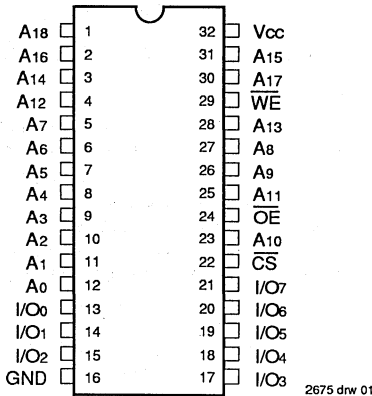 A18 1 32 Vcc
A16 2 31 A15
A14 3 30 A17
A12 4 29 W̅E̅
A7 5 28 A13
A6 6 27 A8
A5 7 26 A9
A4 8 25 A11
A3 9 24 O̅E̅
A2 10 23 A10
A1 11 22 C̅S̅
A0 12 21 I/O7
I/O0 13 20 I/O6
I/O1 14 19 I/O5
I/O2 15 18 I/O4
GND 16 17 I/O3
2675 drw 01